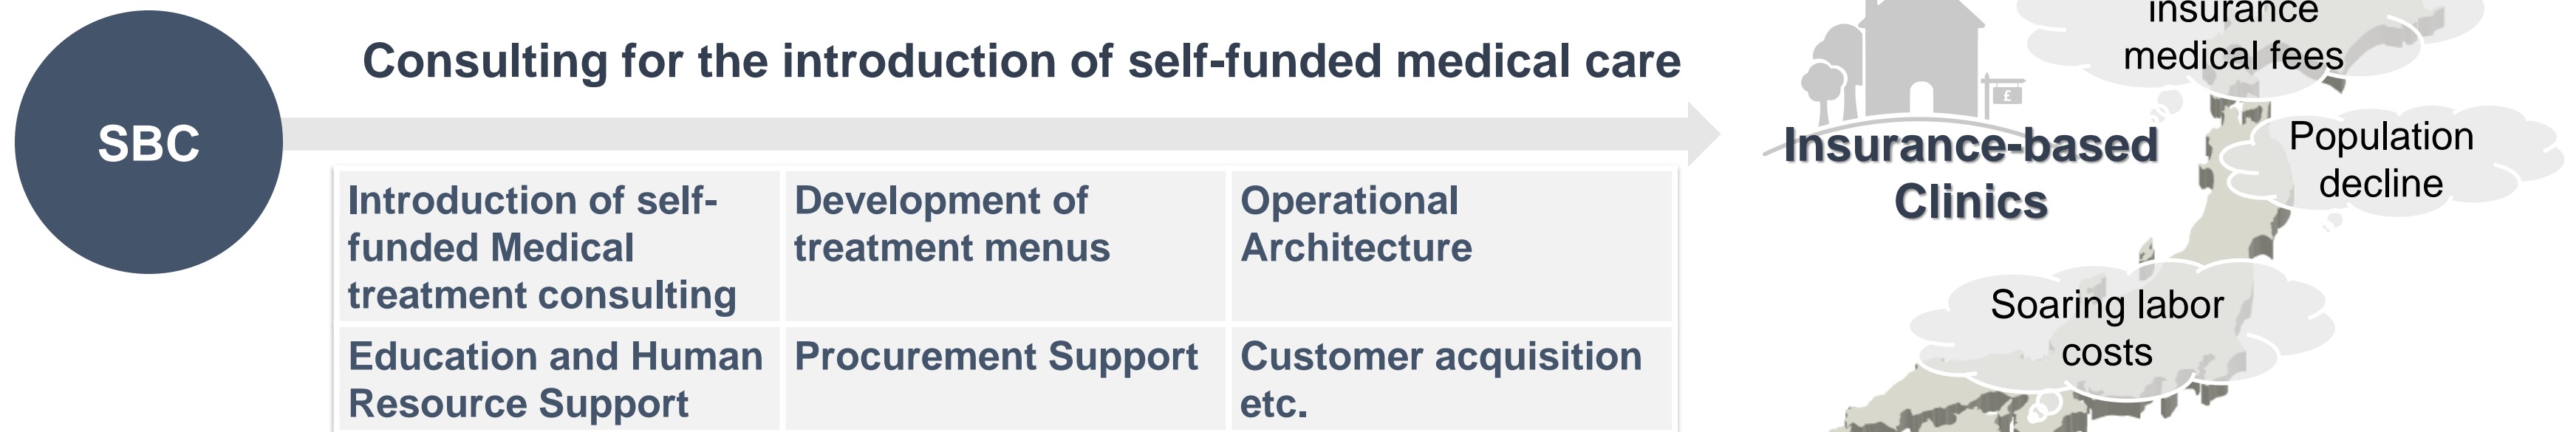 SBC
Consulting for the introduction of self-funded medical care
Introduction of self-
funded Medical
treatment consulting
Development of
treatment menus
Operational
Architecture
Education and Human
Resource Support
Procurement Support
Customer acquisition
etc.
£
Insurance-based
Clinics
insurance
medical fees
Population
decline
Soaring labor
costs